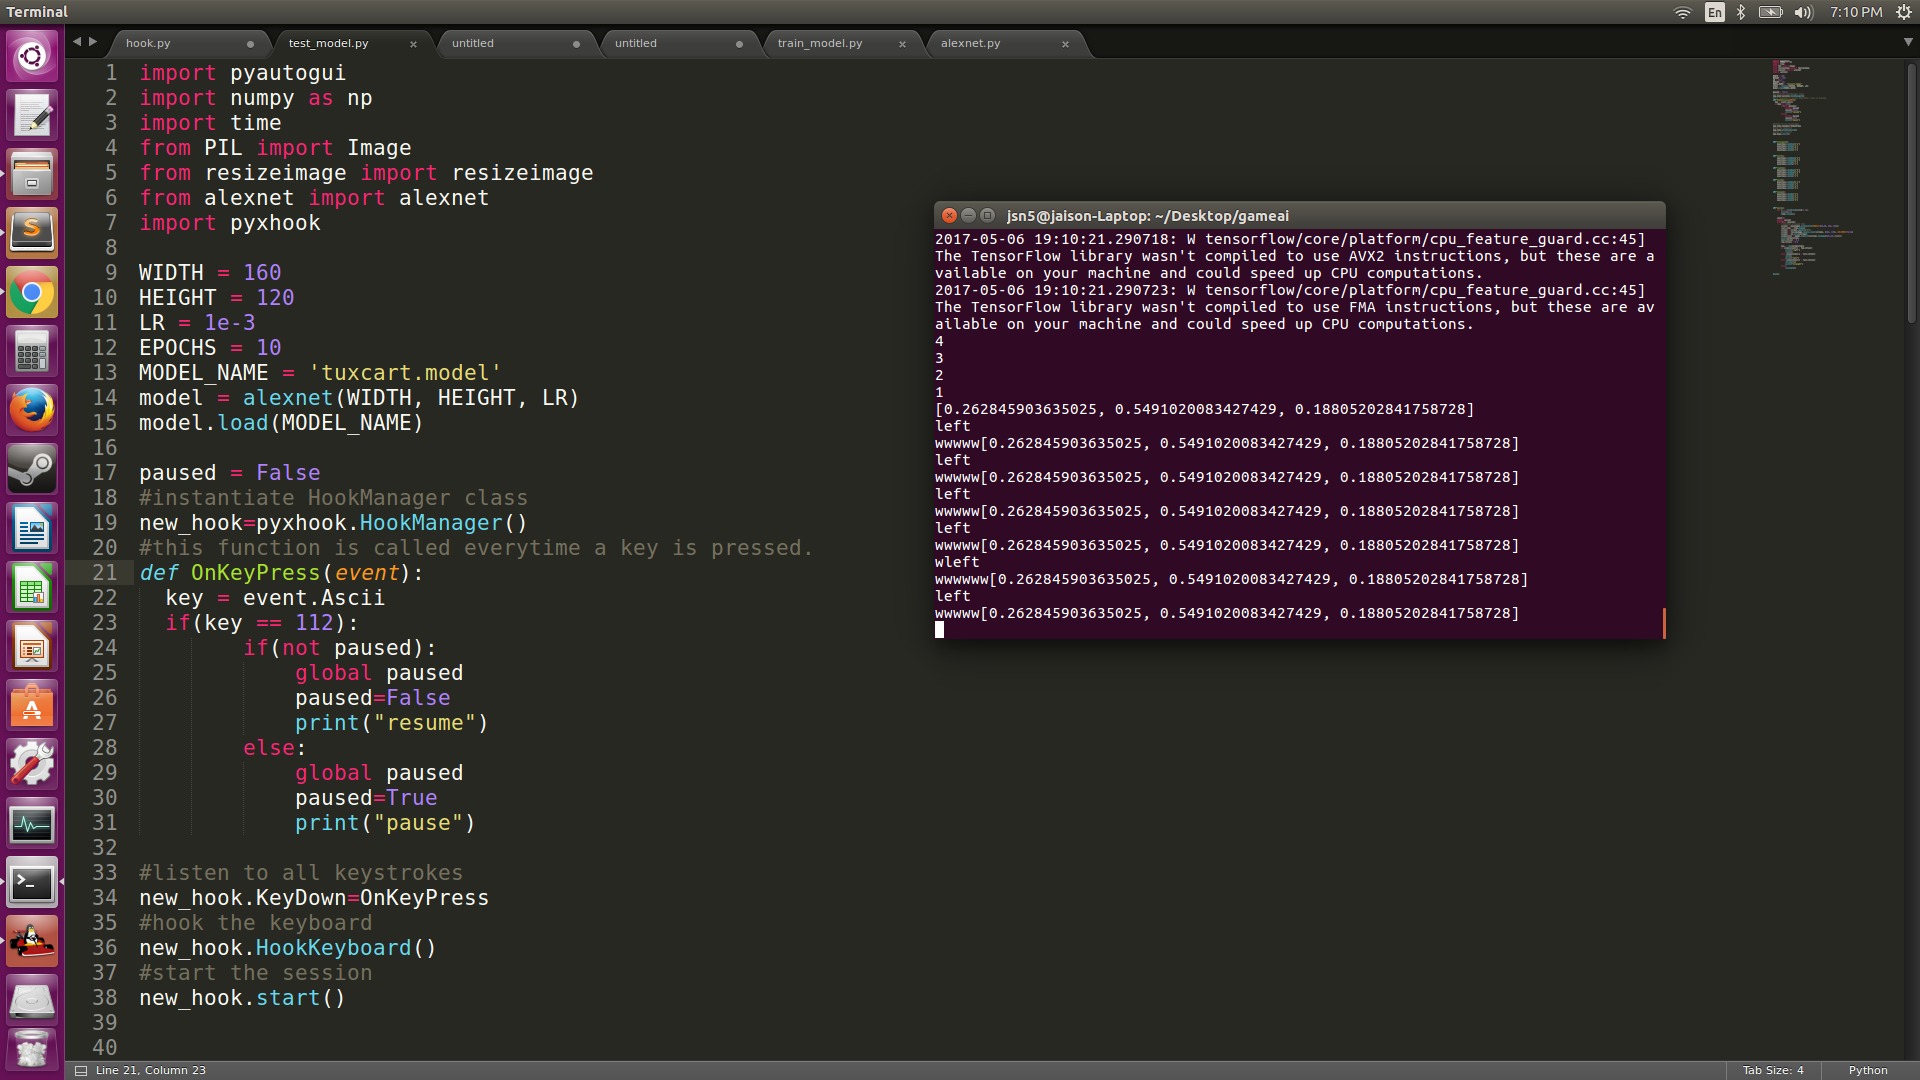 Terminal
En
7:10 PM
hook.py
test_model.py
untitled
untitled
train_model.py
alexnet.py
1 import pyautogui
2 import numpy as np
3 import time
4 from PIL import Image
5 from resizeimage import resizeimage
6 from alexnet import alexnet
7 import pyxhook
8
9 WIDTH = 160
10 HEIGHT = 120
11 LR = 1e-3
12 EPOCHS = 10
13 MODEL_NAME = 'tuxcart.model'
14 model = alexnet(WIDTH, HEIGHT, LR)
15 model.load(MODEL_NAME)
16
17 paused = False
18 #instantiate HookManager class
19 new_hook=pyxhook.HookManager()
20 #this function is called everytime a key is pressed.
21 def OnKeyPress(event):
22 key = event.Ascii
23 if(key == 112):
24 if(not paused):
25 global paused
26 paused=False
27 print("resume")
28 else:
29 global paused
30 paused=True
31 print("pause")
32
33 #listen to all keystrokes
34 new_hook.KeyDown=OnKeyPress
35 #hook the keyboard
36 new_hook.HookKeyboard()
37 #start the session
38 new_hook.start()
39
40
jsn5@jaison-Laptop: ~/Desktop/gameai
2017-05-06 19:10:21.290718: W tensorflow/core/platform/cpu_feature_guard.cc:45]
The TensorFlow library wasn't compiled to use AVX2 instructions, but these are a
vailable on your machine and could speed up CPU computations.
2017-05-06 19:10:21.290723: W tensorflow/core/platform/cpu_feature_guard.cc:45]
The TensorFlow library wasn't compiled to use FMA instructions, but these are av
ailable on your machine and could speed up CPU computations.
4
3
2
1
[0.262845903635025, 0.5491020083427429, 0.18805202841758728]
left
wwwww[0.262845903635025, 0.5491020083427429, 0.18805202841758728]
left
wwwww[0.262845903635025, 0.5491020083427429, 0.18805202841758728]
left
wwwww[0.262845903635025, 0.5491020083427429, 0.18805202841758728]
left
wwwww[0.262845903635025, 0.5491020083427429, 0.18805202841758728]
wleft
wwwwww[0.262845903635025, 0.5491020083427429, 0.18805202841758728]
left
wwwww[0.262845903635025, 0.5491020083427429, 0.18805202841758728]
Line 21, Column 23
Tab Size: 4
Python